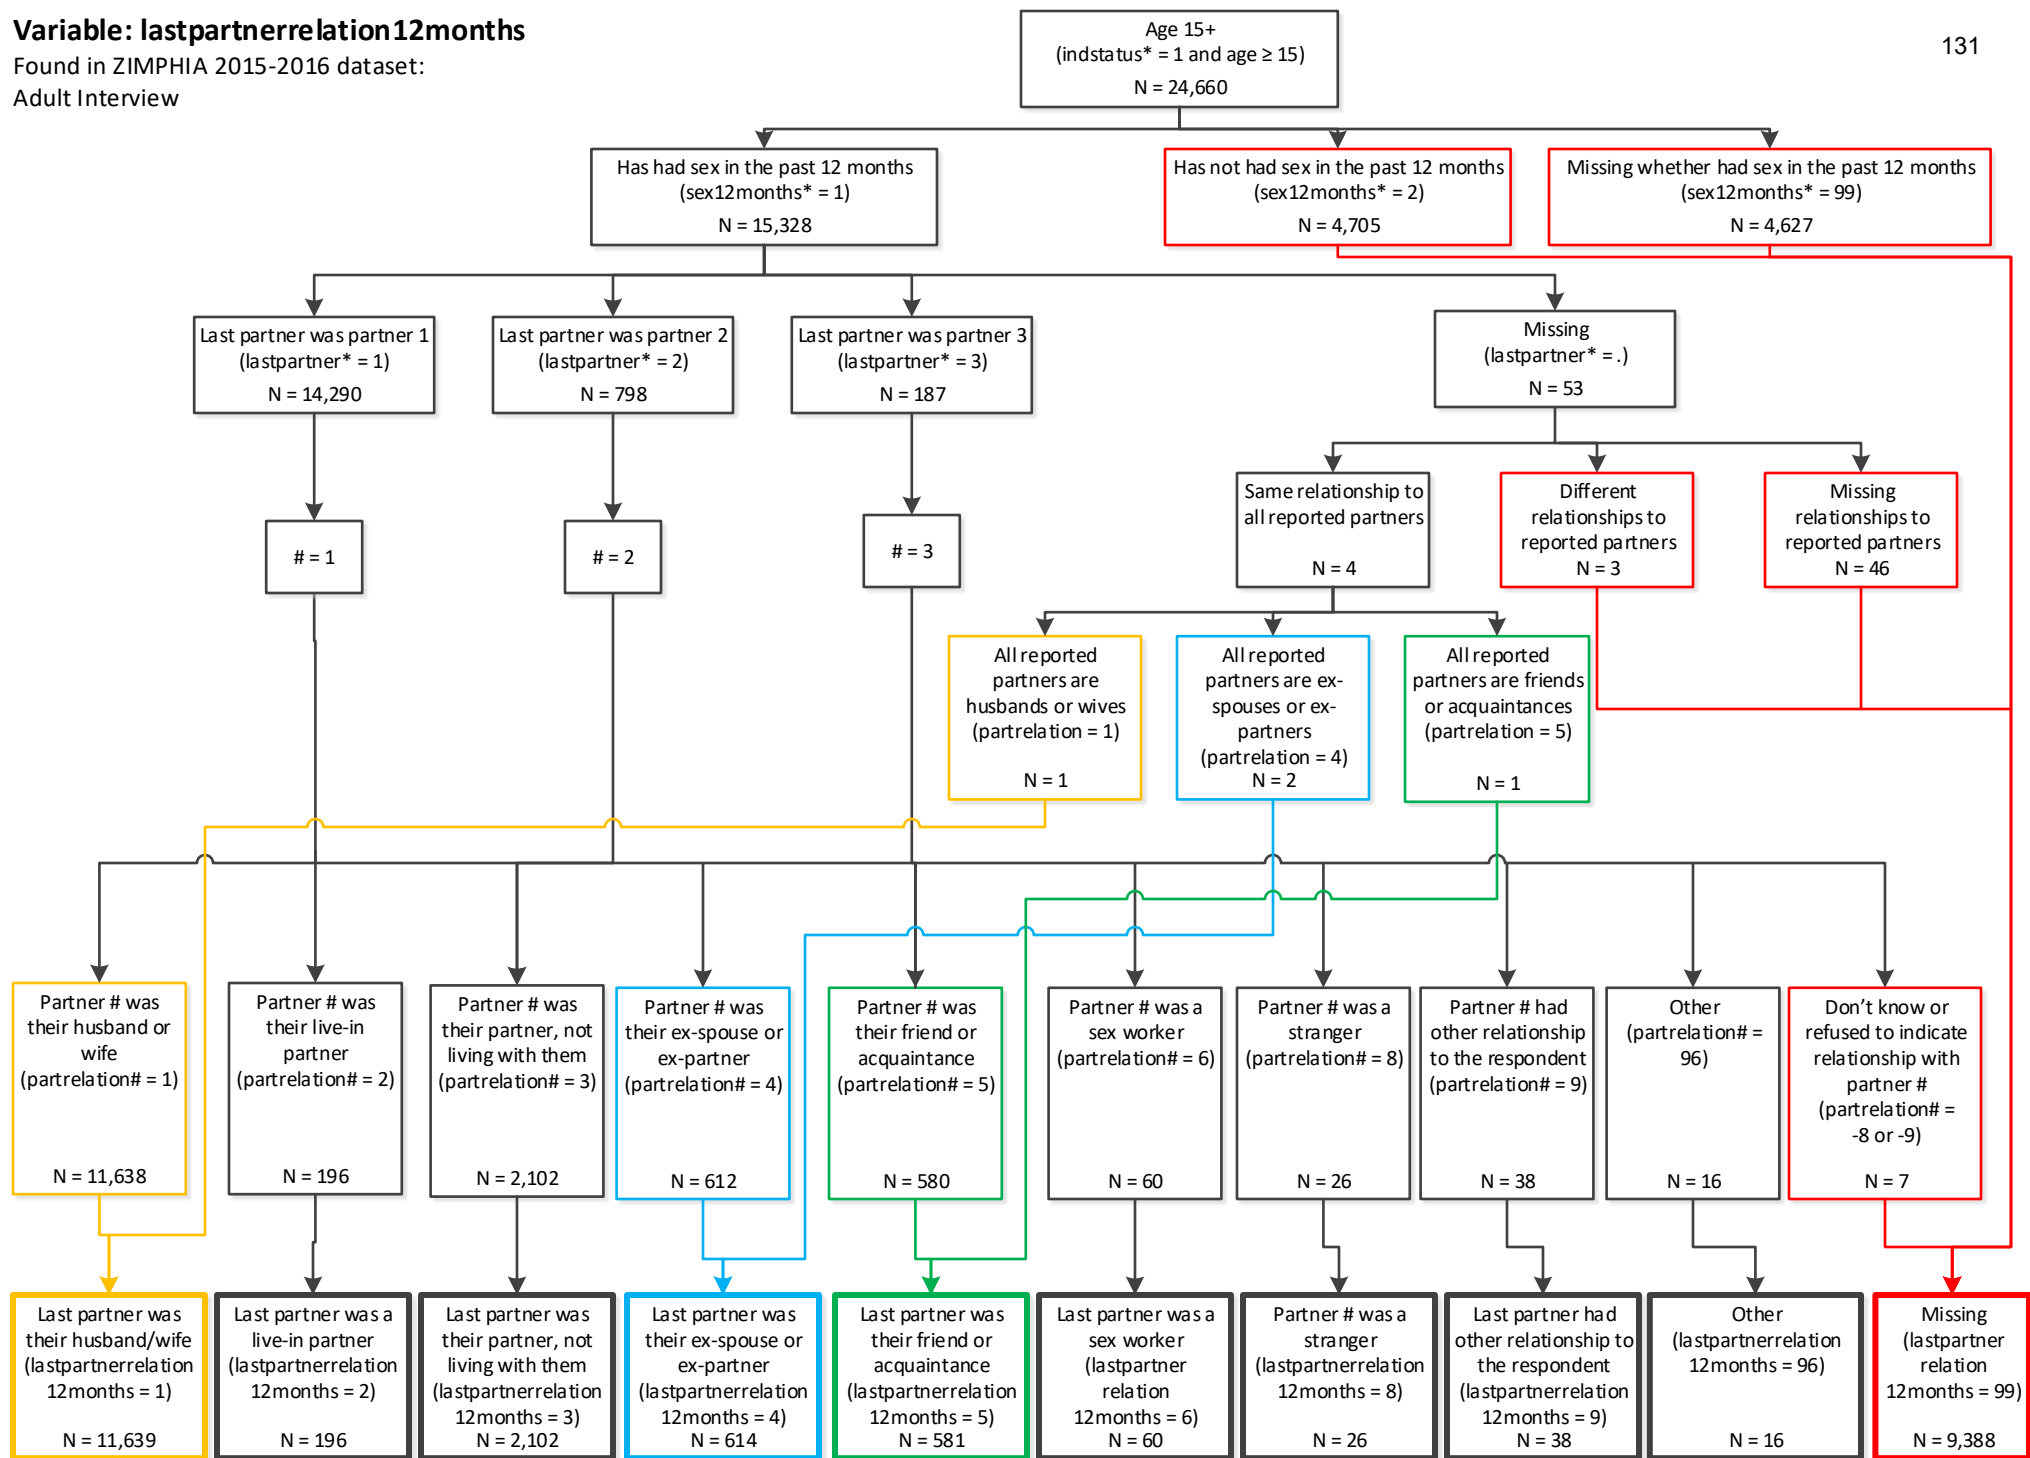 Variable: lastpartnerrelation12months
Found in ZIMPHIA 2015-2016 dataset:
Adult Interview
131
Age 15+
(indstatus* = 1 and age ≥ 15)
N = 24,660
Has had sex in the past 12 months
(sex12months* = 1)
N = 15,328
Has not had sex in the past 12 months
(sex12months* = 2)
N = 4,705
Missing whether had sex in the past 12 months
(sex12months* = 99)
N = 4,627
Last partner was partner 1
(lastpartner* = 1)
N = 14,290
Last partner was partner 2
(lastpartner* = 2)
N = 798
Last partner was partner 3
(lastpartner* = 3)
N = 187
Missing
(lastpartner* = .)
N = 53
# = 1
# = 2
# = 3
Same relationship to
all reported partners
N = 4
Different
relationships to
reported partners
N = 3
Missing
relationships to
reported partners
N = 46
All reported
partners are
husbands or wives
(partrelation = 1)
N = 1
All reported
partners are ex-
spouses or ex-
partners
(partrelation = 4)
N = 2
All reported
partners are friends
or acquaintances
(partrelation = 5)
N = 1
Partner # was
their husband or
wife
(partrelation# = 1)
N = 11,638
Partner # was
their live-in
partner
(partrelation# = 2)
N = 196
Partner # was
their partner, not
living with them
(partrelation# = 3)
N = 2,102
Partner # was
their ex-spouse or
ex-partner
(partrelation# = 4)
N = 612
Partner # was
their friend or
acquaintance
(partrelation# = 5)
N = 580
Partner # was a
sex worker
(partrelation# = 6)
N = 60
Partner # was a
stranger
(partrelation# = 8)
N = 26
Partner # had
other relationship
to the respondent
(partrelation# = 9)
N = 38
Other
(partrelation# =
96)
N = 16
Don't know or
refused to indicate
relationship with
partner #
(partrelation# =
-8 or -9)
N = 7
Last partner was
their husband/wife
(lastpartnerrelation
12months = 1)
N = 11,639
Last partner was a
live-in partner
(lastpartnerrelation
12months = 2)
N = 196
Last partner was
their partner, not
living with them
(lastpartnerrelation
12months = 3)
N = 2,102
Last partner was
their ex-spouse or
ex-partner
(lastpartnerrelation
12months = 4)
N = 614
Last partner was
their friend or
acquaintance
(lastpartnerrelation
12months = 5)
N = 581
Last partner was a
sex worker
(lastpartner
relation
12months = 6)
N = 60
Partner # was a
stranger
(lastpartnerrelation
12months = 8)
N = 26
Last partner had
other relationship to
the respondent
(lastpartnerrelation
12months = 9)
N = 38
Other
(lastpartnerrelation
12months = 96)
N = 16
Missing
(lastpartner
relation
12months = 99)
N = 9,388